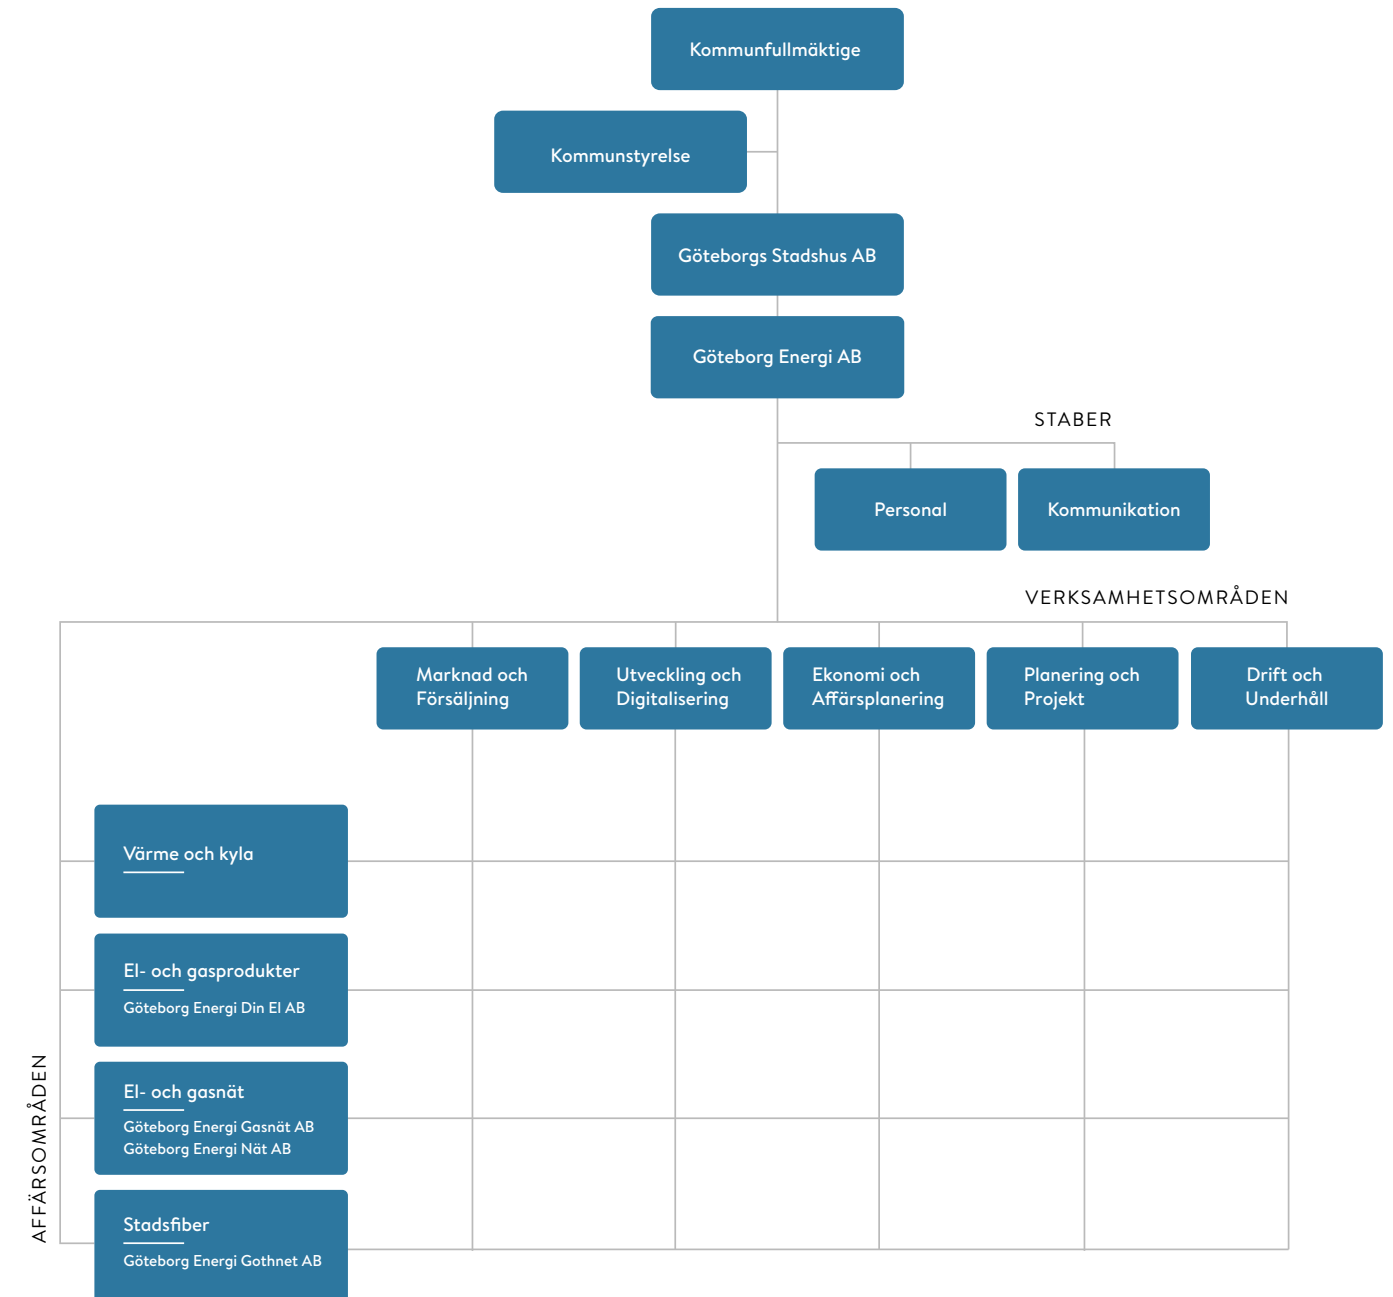 Kommunfullmäktige
Kommunstyrelse
Göteborgs Stadshus AB
Göteborg Energi AB
STABER
Personal
Kommunikation
VERKSAMHETSOMRÅDEN
Marknad och
Försäljning
Utveckling och
Digitalisering
Ekonomi och
Affärsplanering
Planering och
Projekt
Drift och
Underhåll
AFFÄRSOMRÅDEN
Värme och kyla
El- och gasprodukter
Göteborg Energi Din El AB
El- och gasnät
Göteborg Energi Gasnät AB
Göteborg Energi Nät AB
Stadsfiber
Göteborg Energi Gothnet AB